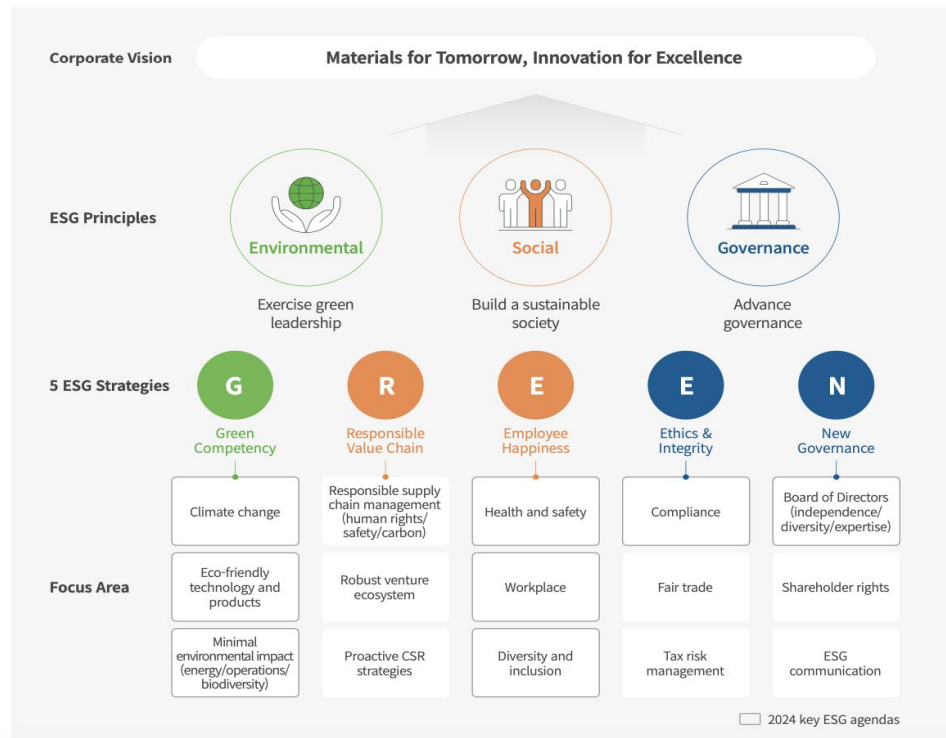 Corporate Vision
Materials for Tomorrow, Innovation for Excellence
ESG Principles
Environmental
Exercise green
leadership
Social
Build a sustainable
society
Governance
Advance
governance
5 ESG Strategies
G
Green
Competency
R
Responsible
Value Chain
E
Employee
Happiness
E
Ethics &
Integrity
N
New
Governance
Focus Area
Climate change
Responsible supply
chain management
(human rights/
safety/carbon)
Health and safety
Compliance
Board of Directors
(independence/
diversity/expertise)
Eco-friendly
technology and
products
Robust venture
ecosystem
Workplace
Fair trade
Shareholder rights
Minimal
environmental impact
(energy/operations/
biodiversity)
Proactive CSR
strategies
Diversity and
inclusion
Tax risk
management
ESG
communication
2024 key ESG agendas